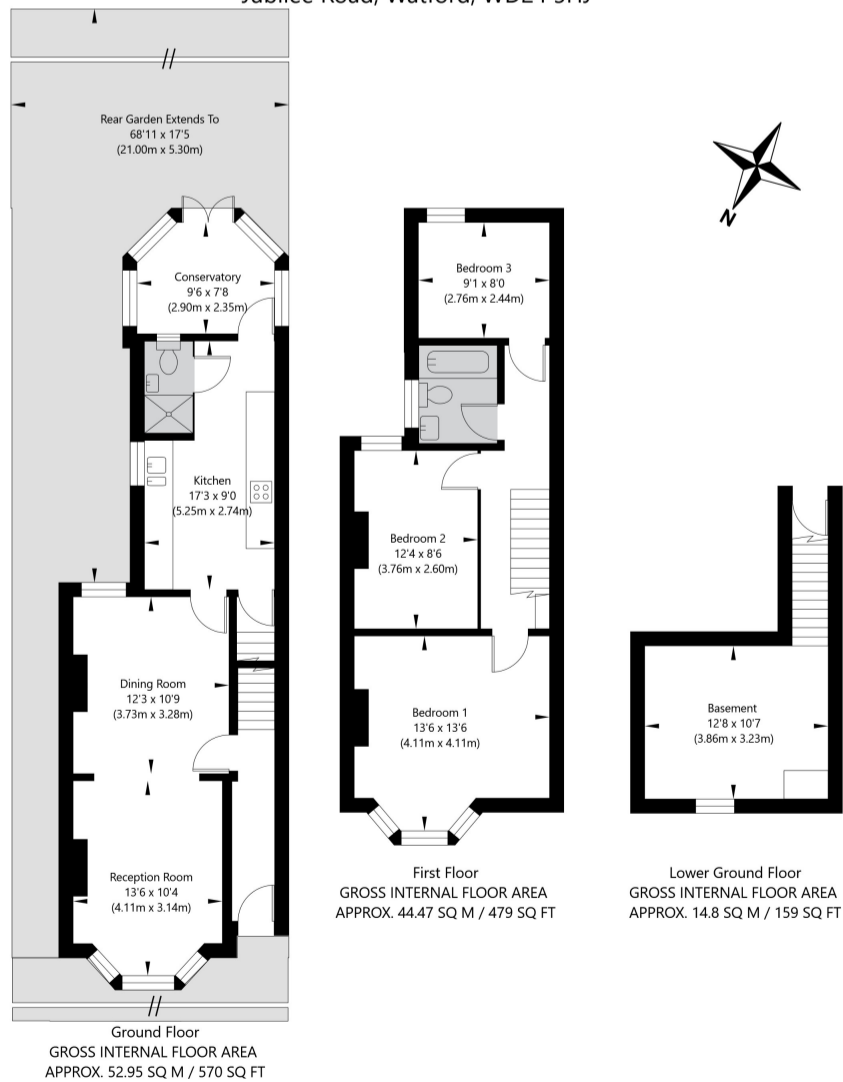 Jubilee Road, Watford, WD24 5HJ
Rear Garden Extends To
68'11 x 17'5
(21.00m x 5.30m)
Conservatory
9'6 x 7'8
(2.90m x 2.35m)
Kitchen
17'3 x 9'0
(5.25m x 2.74m)
Dining Room
12'3 x 10'9
(3.73m x 3.28m)
Reception Room
13'6 x 10'4
(4.11m x 3.14m)
Ground Floor
GROSS INTERNAL FLOOR AREA
APPROX. 52.95 SQ M / 570 SQ FT
Bedroom 3
9'1 x 8'0
(2.76m x 2.44m)
Bedroom 2
12'4 x 8'6
(3.76m x 2.60m)
Bedroom 1
13'6 x 13'6
(4.11m x 4.11m)
First Floor
GROSS INTERNAL FLOOR AREA
APPROX. 44.47 SQ M / 479 SQ FT
N
Basement
12'8 x 10'7
(3.86m x 3.23m)
Lower Ground Floor
GROSS INTERNAL FLOOR AREA
APPROX. 14.8 SQ M / 159 SQ FT